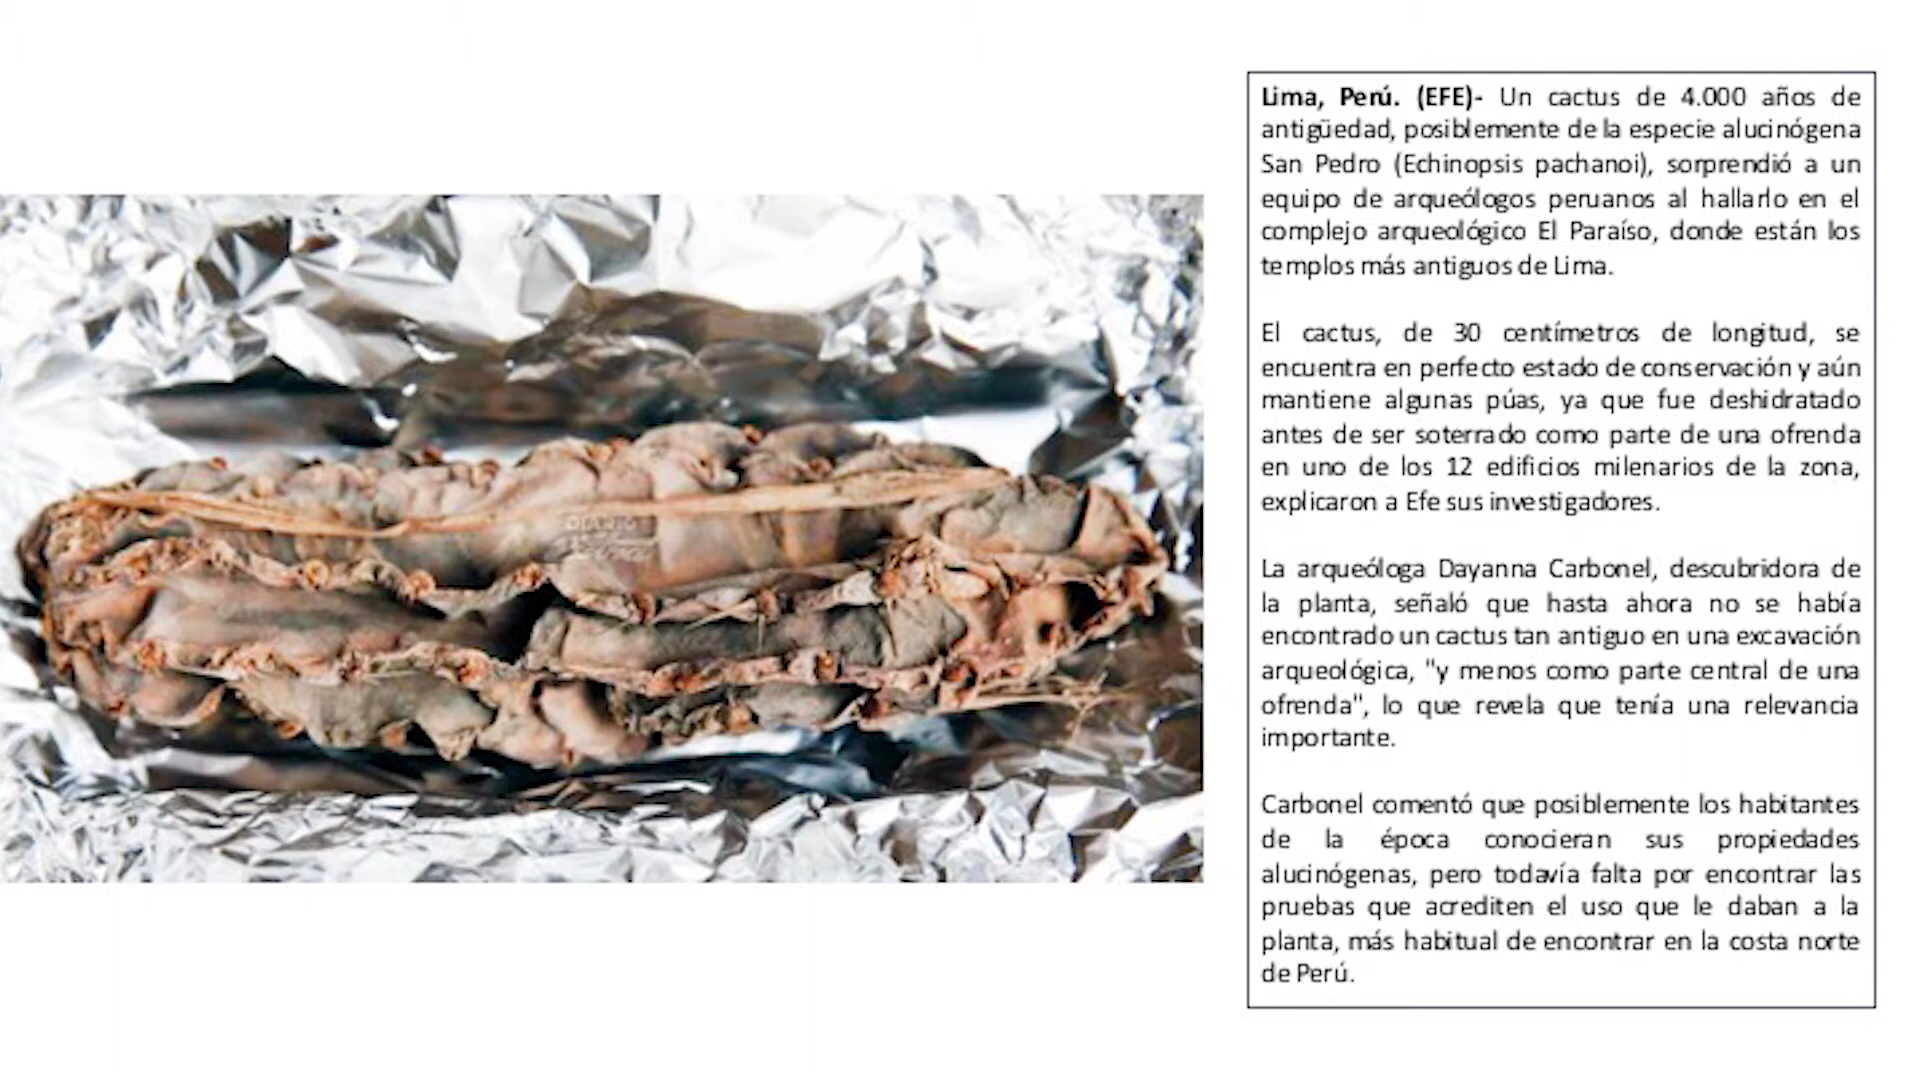 Lima, Perú. (EFE)- Un cactus de 4.000 años de
antigüedad, posiblemente de la especie alucinógena
San Pedro (Echinopsis pachanoi), sorprendió a un
equipo de arqueólogos peruanos al hallarlo en el
complejo arqueológico El Paraíso, donde están los
templos más antiguos de Lima.
El cactus, de 30 centímetros de longitud, se
encuentra en perfecto estado de conservación y aún
mantiene algunas púas, ya que fue deshidratado
antes de ser soterrado como parte de una ofrenda
en uno de los 12 edificios milenarios de la zona,
explicaron a Efe sus investigadores.
La arqueóloga Dayanna Carbonel, descubridora de
la planta, señaló que hasta ahora no se había
encontrado un cactus tan antiguo en una excavación
arqueológica, "y menos como parte central de una
ofrenda", lo que revela que tenía una relevancia
importante.
Carbonel comentó que posiblemente los habitantes
de la época conocieran sus propiedades
alucinógenas, pero todavía falta por encontrar las
pruebas que acrediten el uso que le daban a la
planta, más habitual de encontrar en la costa norte
de Perú.
DIARIO